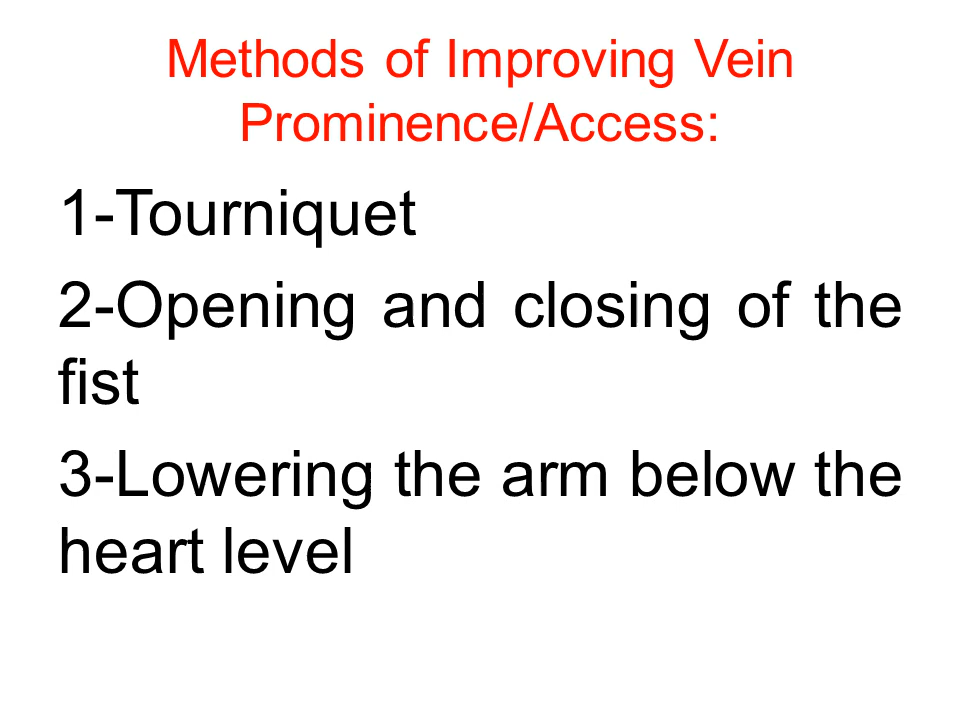 Methods of Improving Vein
Prominence/Access:
1-Tourniquet
2-Opening and closing of the
fist
3-Lowering the arm below the
heart level